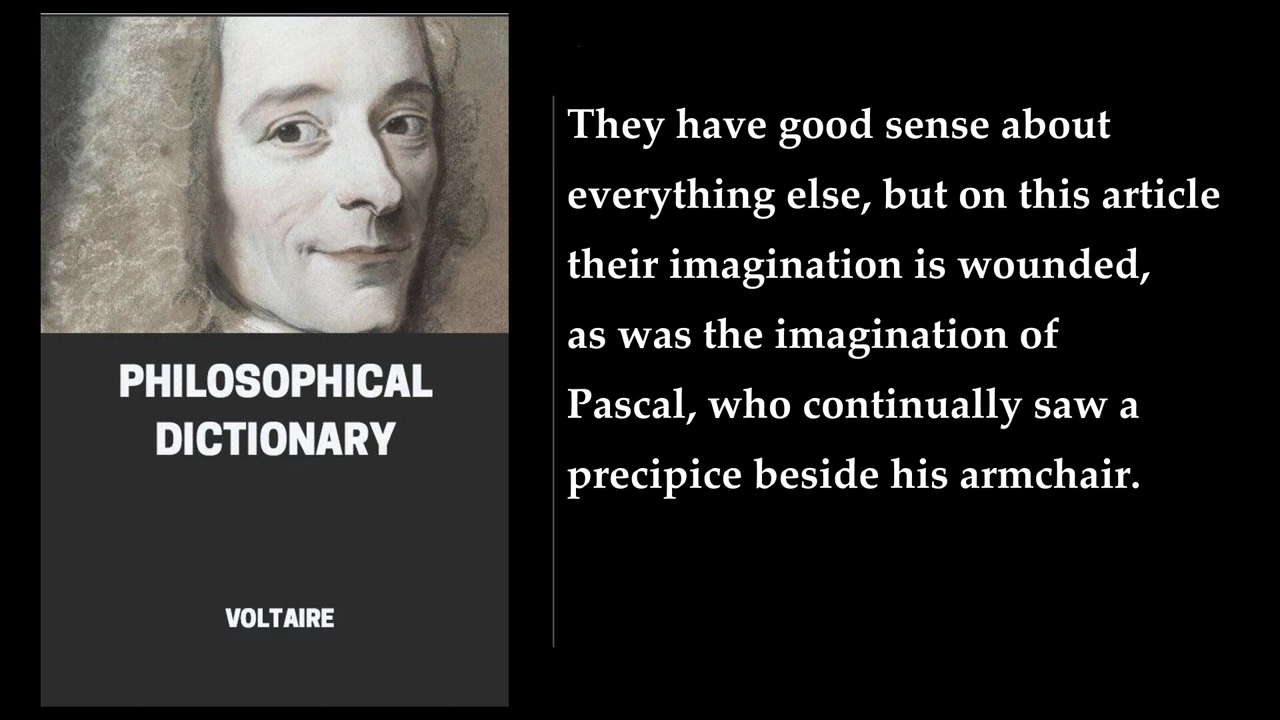 PHILOSOPHICAL
DICTIONARY
VOLTAIRE
They have good sense about
everything else, but on this article
their imagination is wounded,
as was the imagination of
Pascal, who continually saw a
precipice beside his armchair.